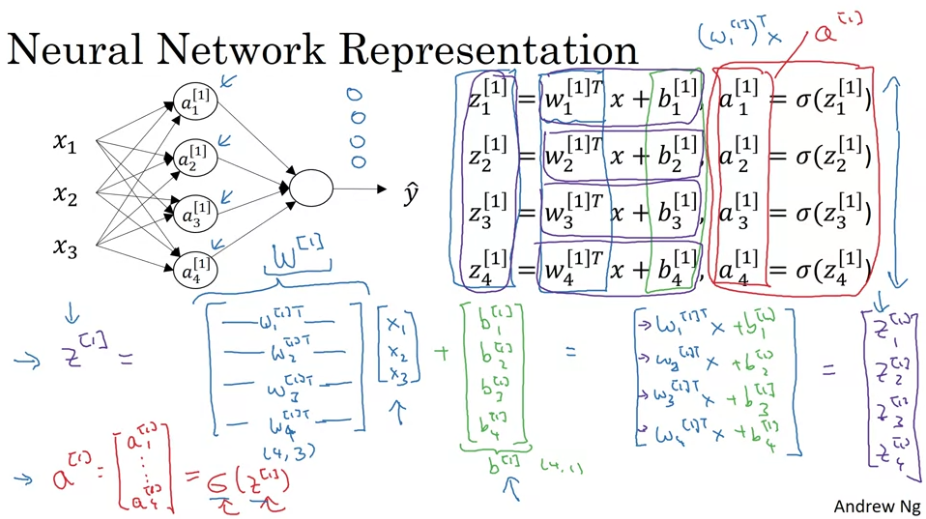 Neural Network Representation
(w₁^[1])^T x
a^[1]
x₁
x₂
x₃
a₁^[1]
a₂^[1]
a₃^[1]
a₄^[1]
ŷ
z₁^[1] = w₁^[1]T x + b₁^[1], a₁^[1] = σ(z₁^[1])
z₂^[1] = w₂^[1]T x + b₂^[1], a₂^[1] = σ(z₂^[1])
z₃^[1] = w₃^[1]T x + b₃^[1], a₃^[1] = σ(z₃^[1])
z₄^[1] = w₄^[1]T x + b₄^[1], a₄^[1] = σ(z₄^[1])
W^[1]
→ z^[1] =
w₁^[1]T
w₂^[1]T
w₃^[1]T
w₄^[1]T
(4,3)
x₁
x₂
x₃
+
b₁^[1]
b₂^[1]
b₃^[1]
b₄^[1]
b^[1] (4,1)
=
→ w₁^[1]T x + b₁^[1]
→ w₂^[1]T x + b₂^[1]
→ w₃^[1]T x + b₃^[1]
→ w₄^[1]T x + b₄^[1]
=
z₁^[1]
z₂^[1]
z₃^[1]
z₄^[1]
→ a^[1] = [a₁^[1] ⋮ a₄^[1]] = σ(z^[1])
Andrew Ng